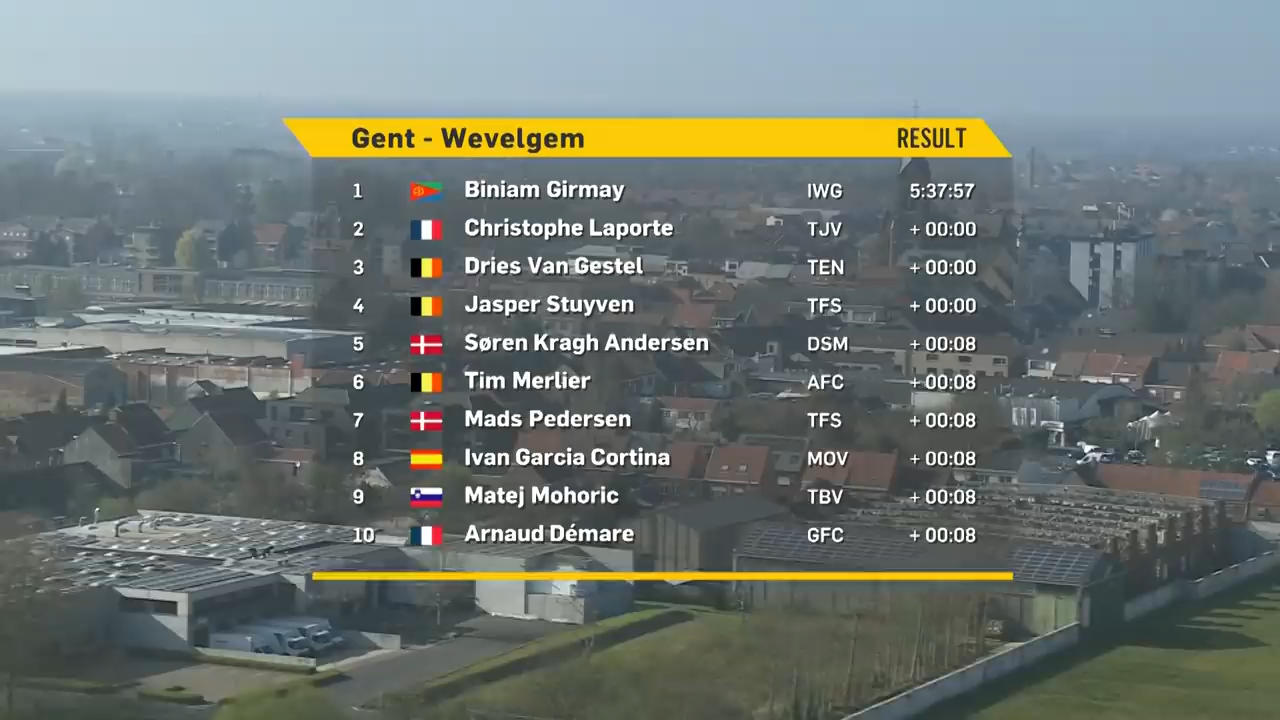 Gent - Wevelgem RESULT
1 Biniam Girmay IWG 5:37:57
2 Christophe Laporte TJV + 00:00
3 Dries Van Gestel TEN + 00:00
4 Jasper Stuyven TFS + 00:00
5 Søren Kragh Andersen DSM + 00:08
6 Tim Merlier AFC + 00:08
7 Mads Pedersen TFS + 00:08
8 Ivan Garcia Cortina MOV + 00:08
9 Matej Mohoric TBV + 00:08
10 Arnaud Démare GFC + 00:08